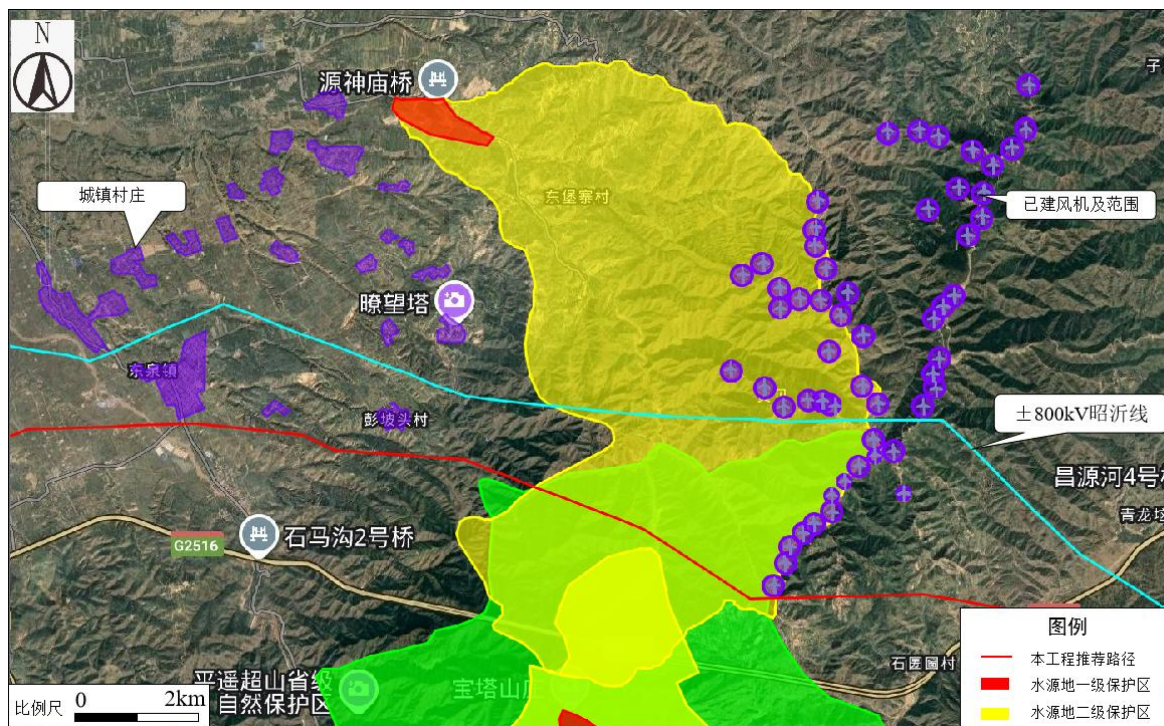 N
源神庙桥
子
城镇村庄
东堡寨村
已建风机及范围
瞭望塔
东泉镇
彭坡头村
±800kV昭沂线
昌源河4号
青龙
G2516
石马沟2号桥
图例
本工程推荐路径
水源地一级保护区
水源地二级保护区
平遥超山省级
自然保护区
宝塔山
比例尺 0 2km